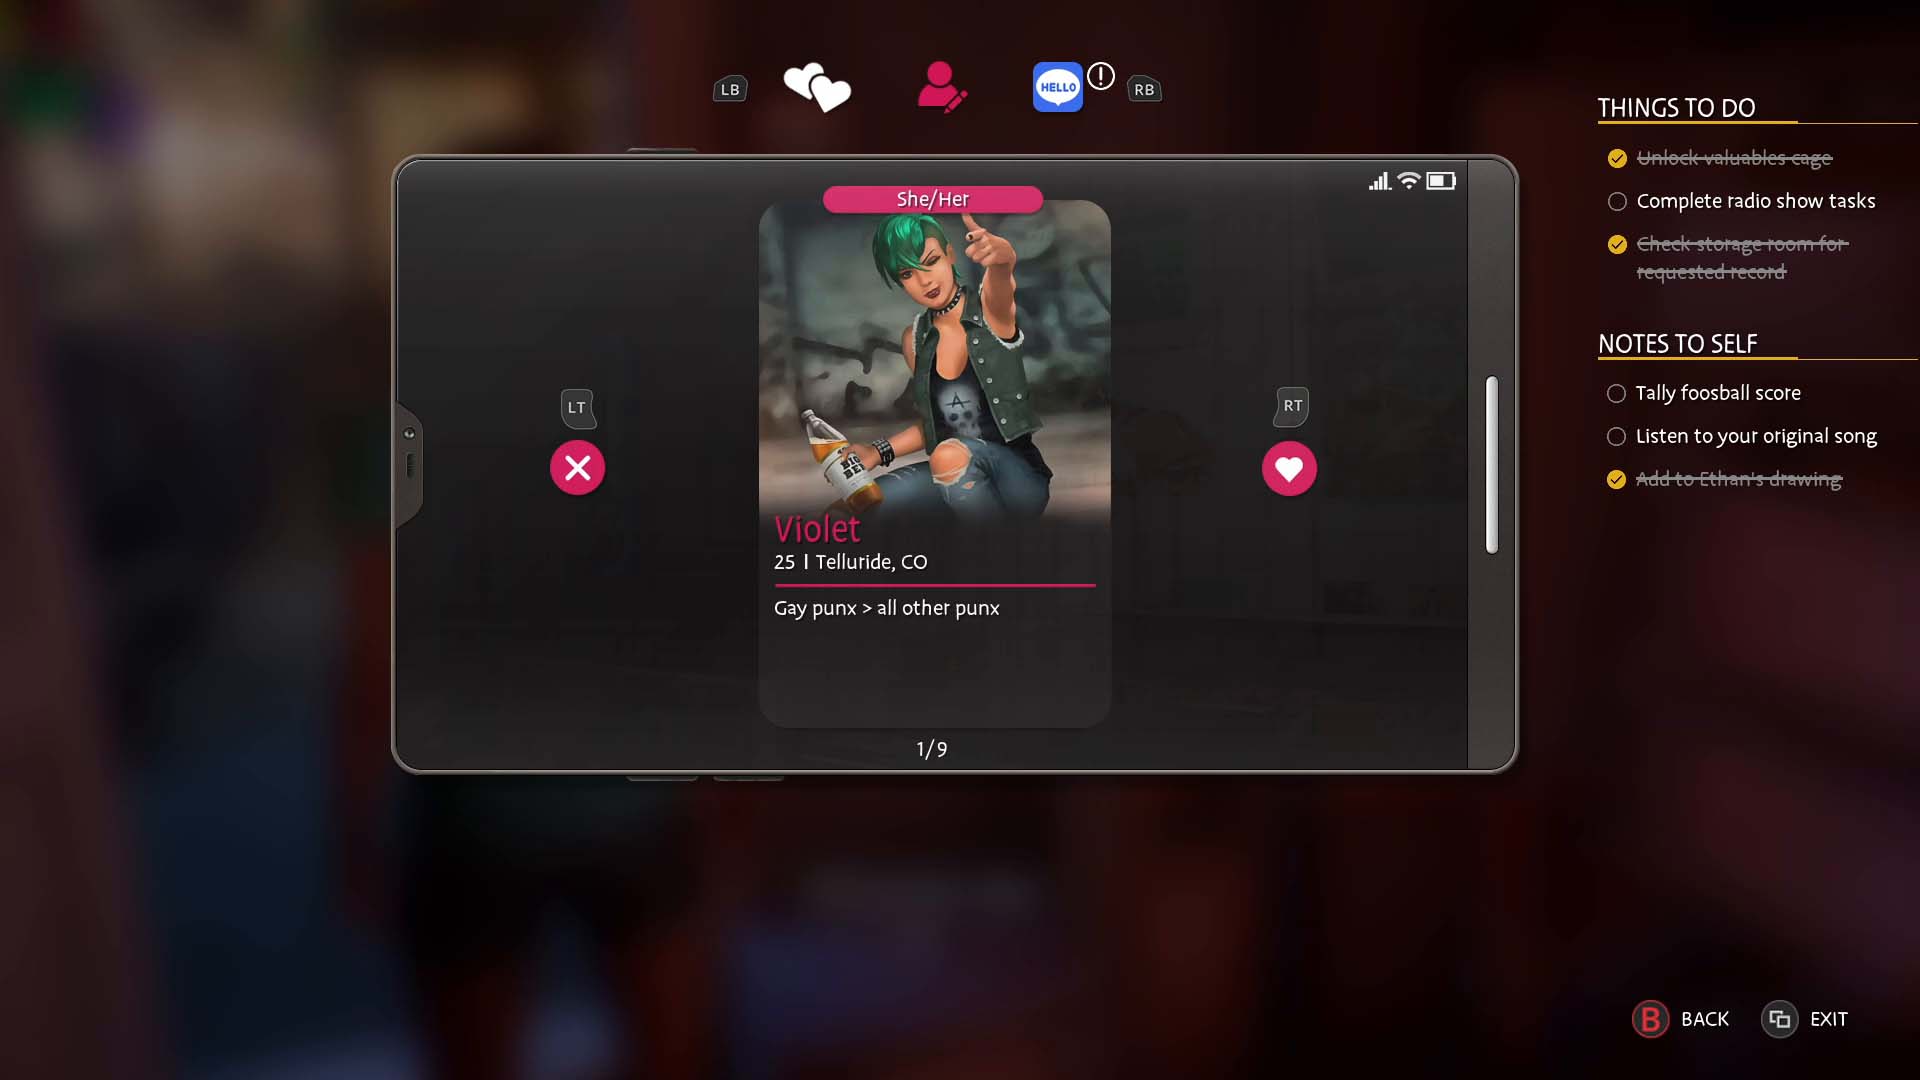 LB
HELLO
RB
She/Her
LT
RT
BIG
BE
Violet
25 | Telluride, CO
Gay punx > all other punx
1/9
THINGS TO DO
Unlock valuables cage
Complete radio show tasks
Check storage room for
requested record
NOTES TO SELF
Tally foosball score
Listen to your original song
Add to Ethan's drawing
B BACK
EXIT